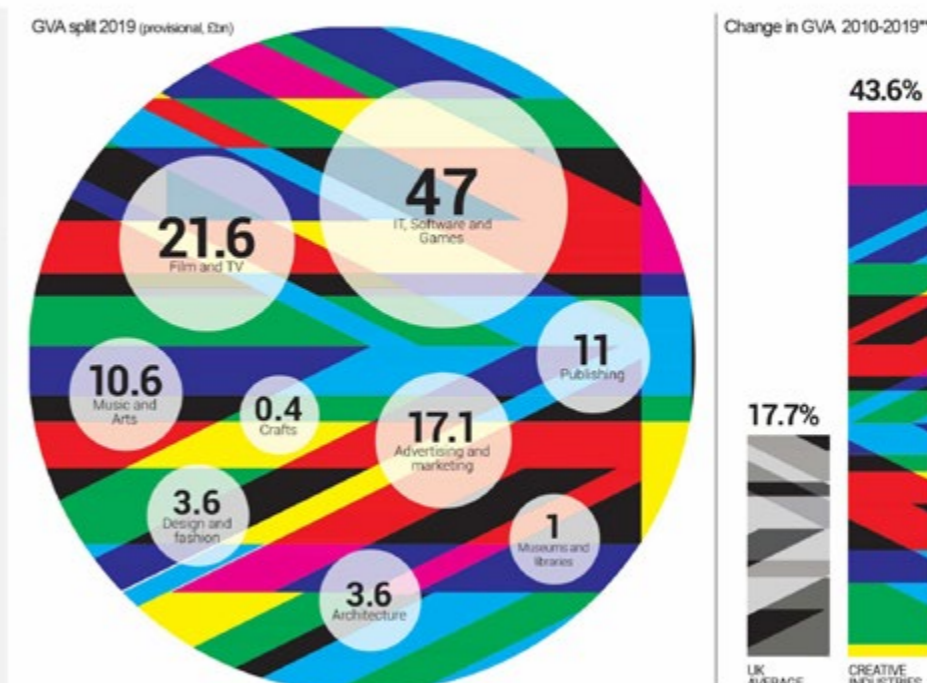 GVA split 2019 (provisional, £bn)
47
IT, Software and
Games
21.6
Film and TV
11
Publishing
10.6
Music and
Arts
0.4
Crafts
17.1
Advertising and
marketing
3.6
Design and
fashion
1
Museums and
libraries
3.6
Architecture
Change in GVA 2010-2019**
43.6%
17.7%
UK
AVERAGE
CREATIVE
INDUSTRIES